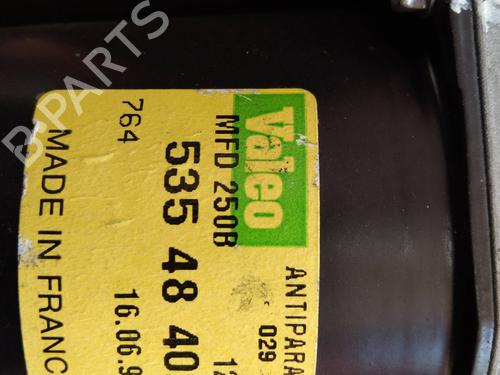 Valeo
MFD 250B
764
535 48 40
MADE IN FRANC
16.06.9
12
ANTIPARA
029
B PARTS